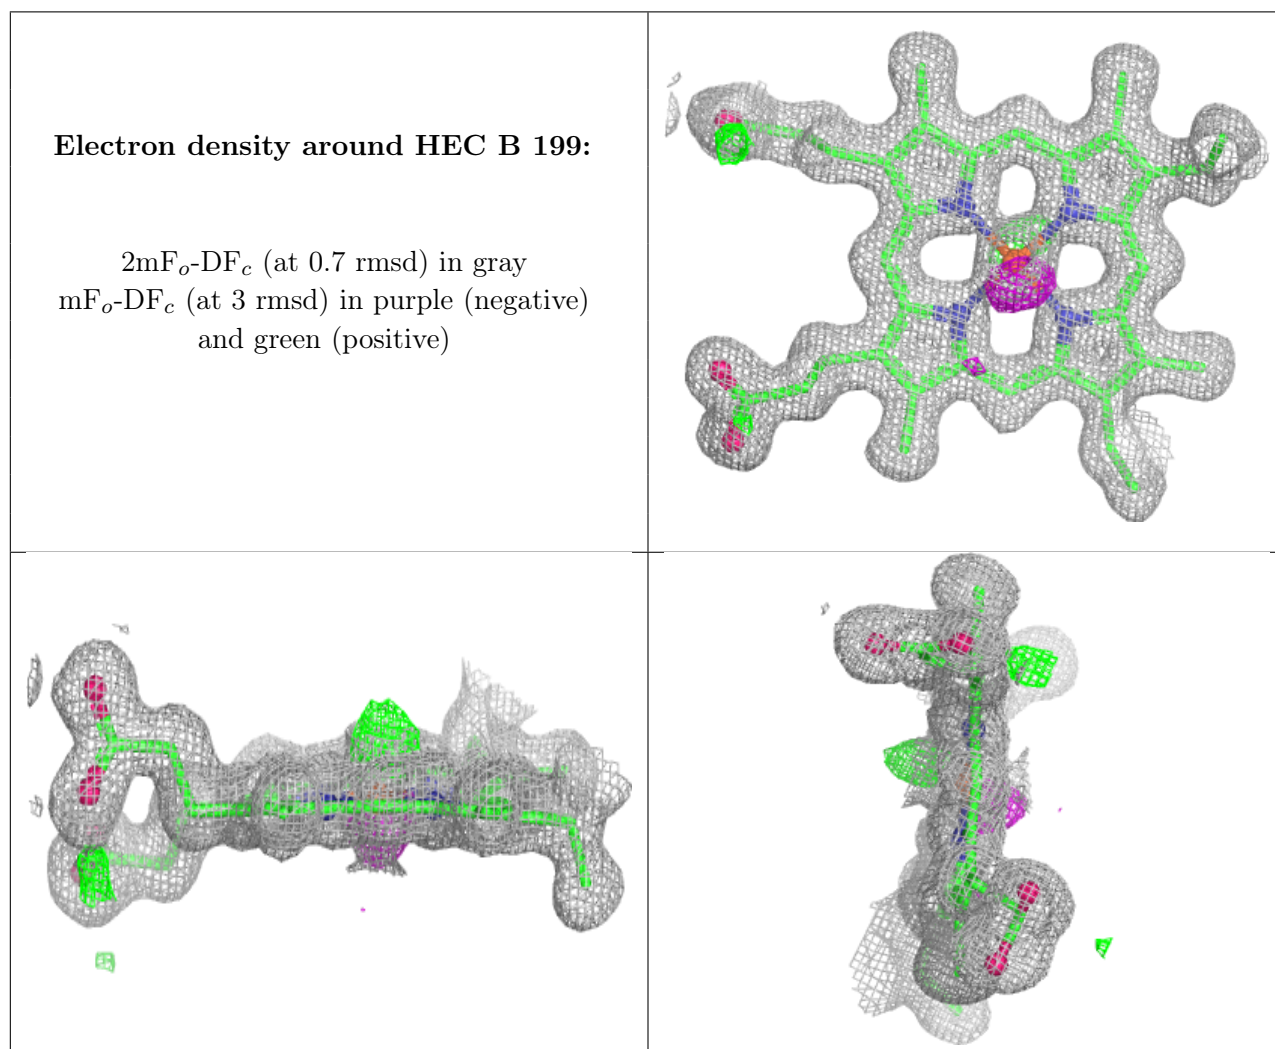 Electron density around HEC B 199:
2mFo-DFc (at 0.7 rmsd) in gray
mFo-DFc (at 3 rmsd) in purple (negative)
and green (positive)